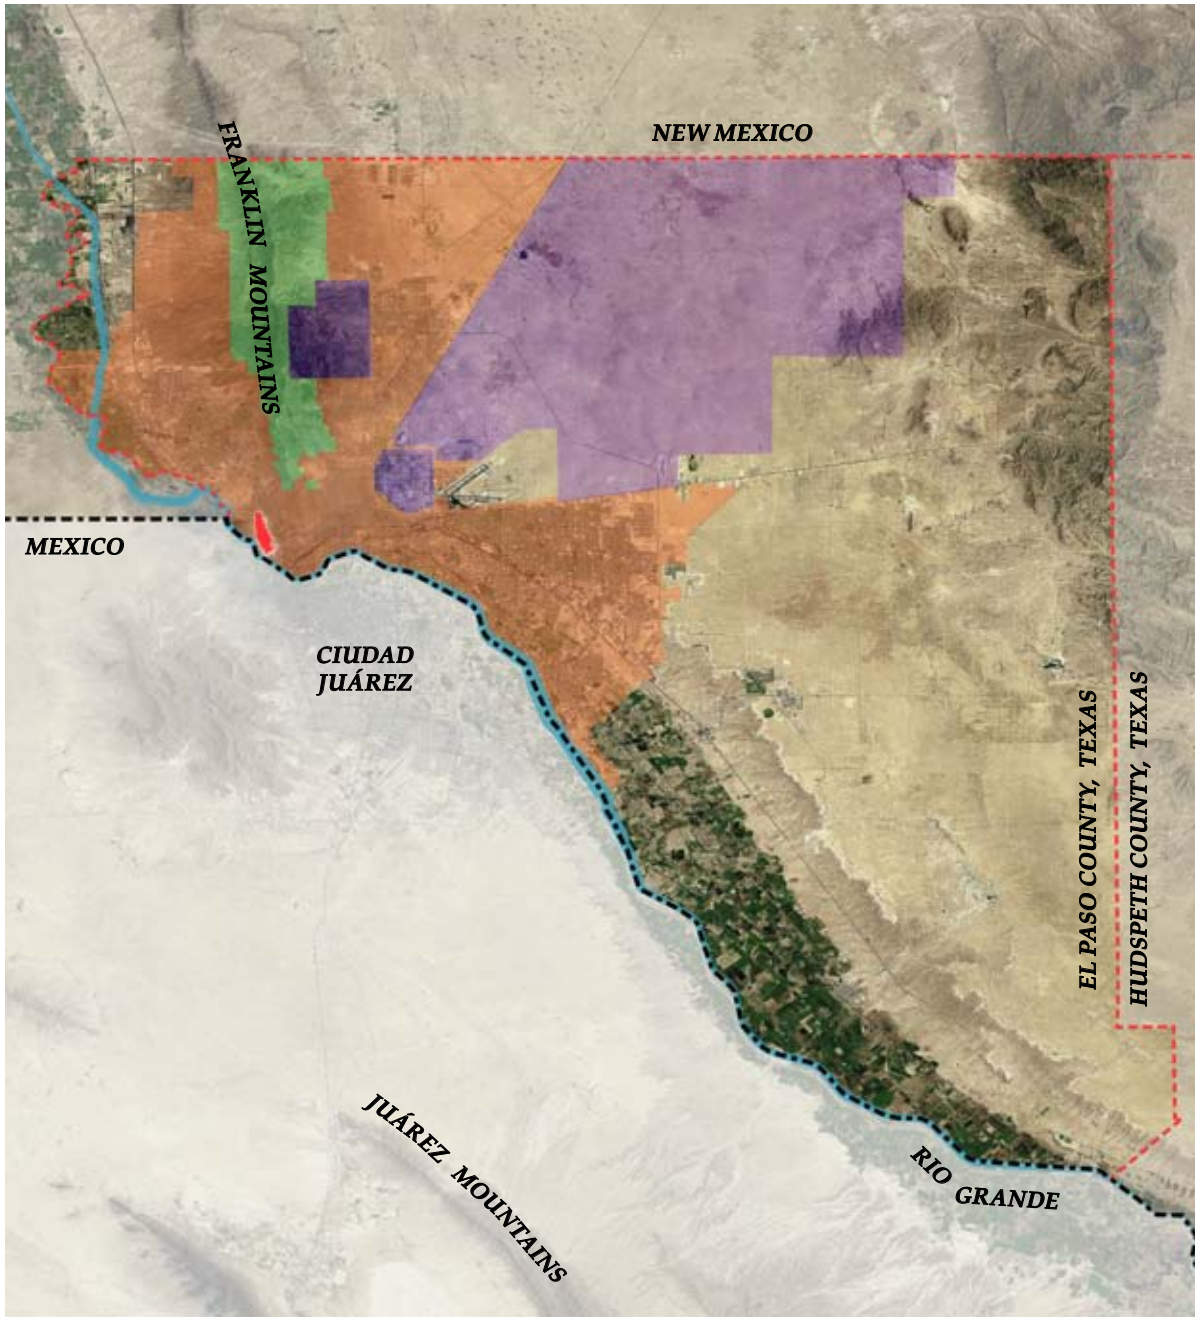 NEW MEXICO
FRANKLIN MOUNTAINS
MEXICO
CIUDAD
JUÁREZ
EL PASO COUNTY, TEXAS
HUDSPETH COUNTY, TEXAS
JUÁREZ MOUNTAINS
RIO GRANDE